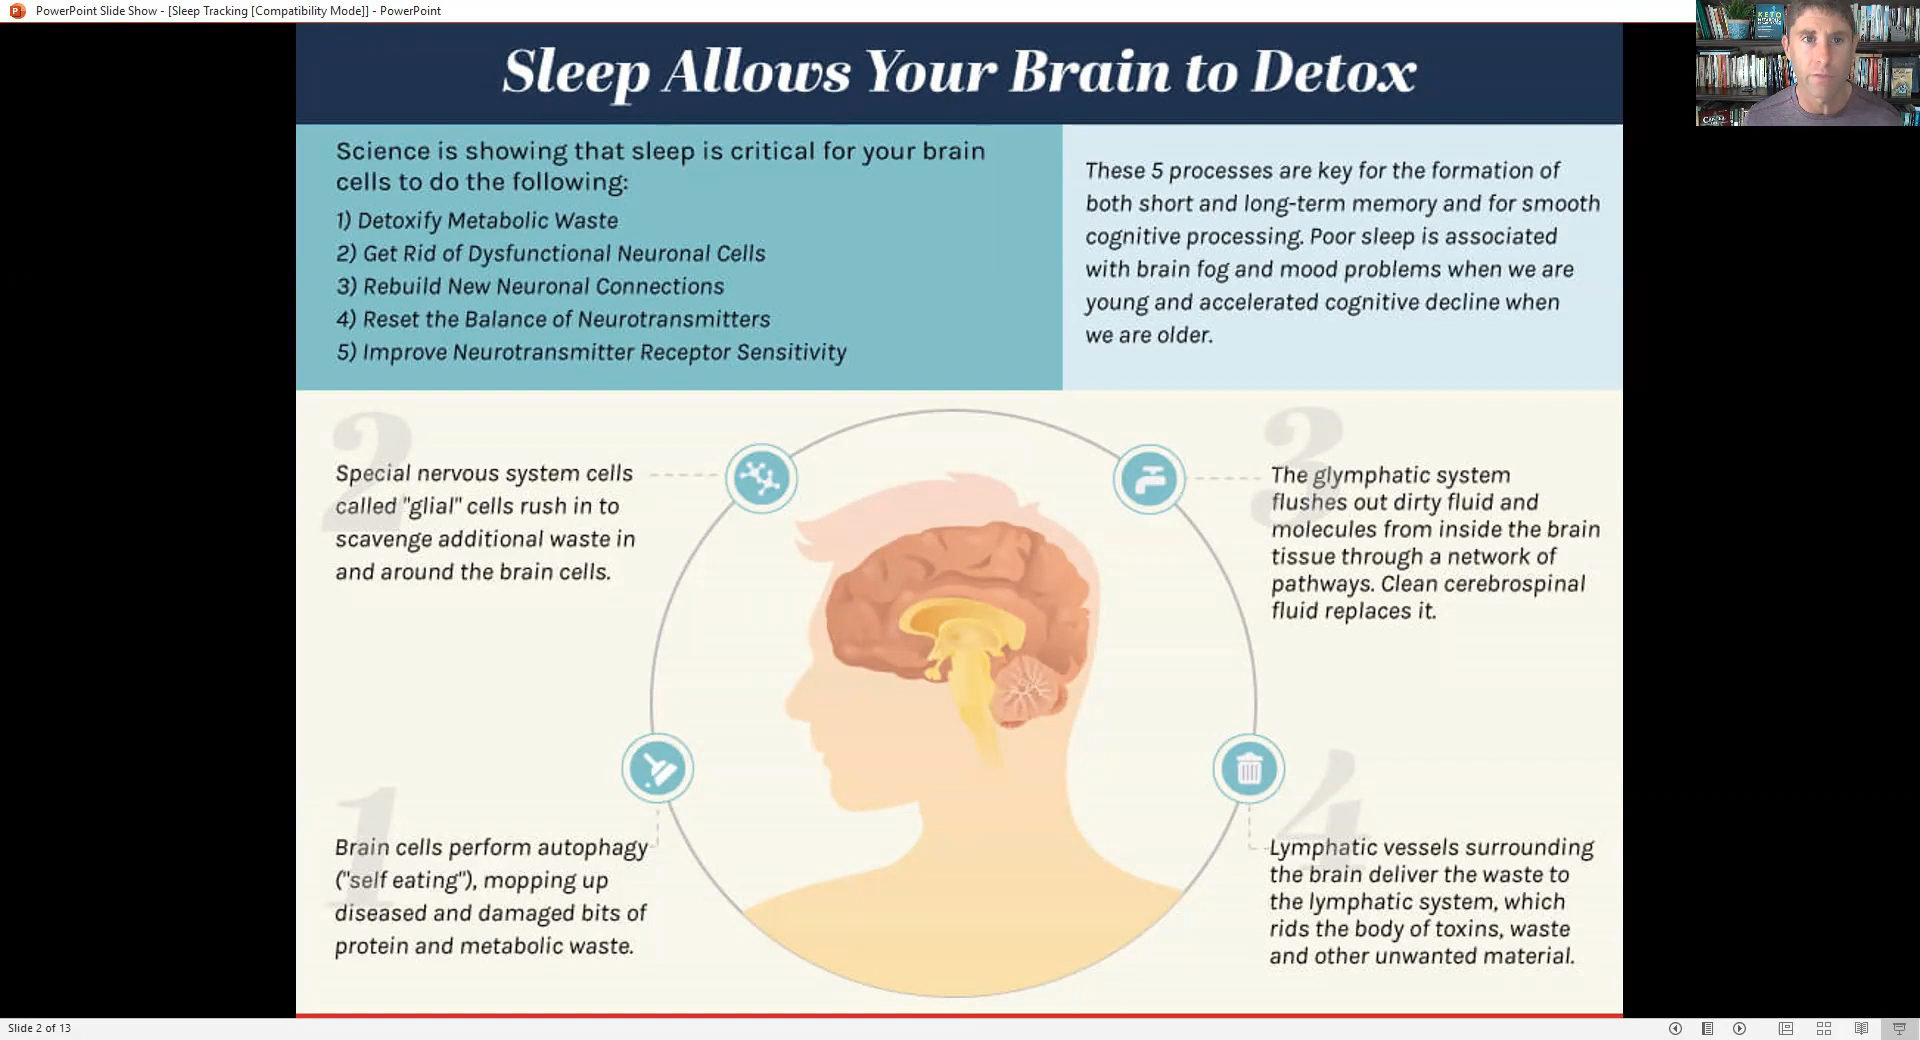 PowerPoint Slide Show - [Sleep Tracking [Compatibility Mode]] - PowerPoint
KETO
Sleep Allows Your Brain to Detox
Science is showing that sleep is critical for your brain
cells to do the following:
1) Detoxify Metabolic Waste
2) Get Rid of Dysfunctional Neuronal Cells
3) Rebuild New Neuronal Connections
4) Reset the Balance of Neurotransmitters
5) Improve Neurotransmitter Receptor Sensitivity
These 5 processes are key for the formation of
both short and long-term memory and for smooth
cognitive processing. Poor sleep is associated
with brain fog and mood problems when we are
young and accelerated cognitive decline when
we are older.
2
Special nervous system cells
called "glial" cells rush in to
scavenge additional waste in
and around the brain cells.
3
The glymphatic system
flushes out dirty fluid and
molecules from inside the brain
tissue through a network of
pathways. Clean cerebrospinal
fluid replaces it.
1
Brain cells perform autophagy
("self eating"), mopping up
diseased and damaged bits of
protein and metabolic waste.
4
Lymphatic vessels surrounding
the brain deliver the waste to
the lymphatic system, which
rids the body of toxins, waste
and other unwanted material.
Slide 2 of 13